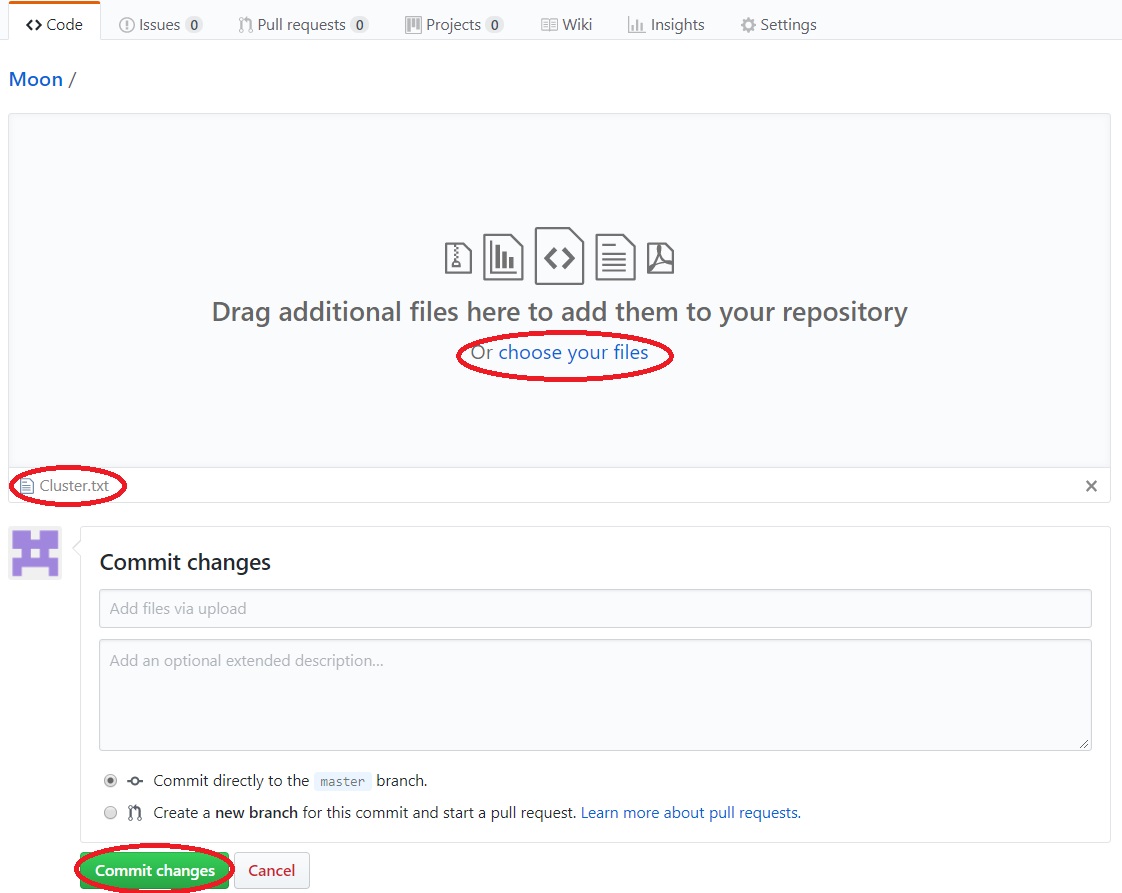 Code Issues 0 Pull requests 0 Projects 0 Wiki Insights Settings
Moon /
Drag additional files here to add them to your repository
Or choose your files
Cluster.txt
Commit changes
Add files via upload
Add an optional extended description...
Commit directly to the master branch.
Create a new branch for this commit and start a pull request. Learn more about pull requests.
Commit changes Cancel